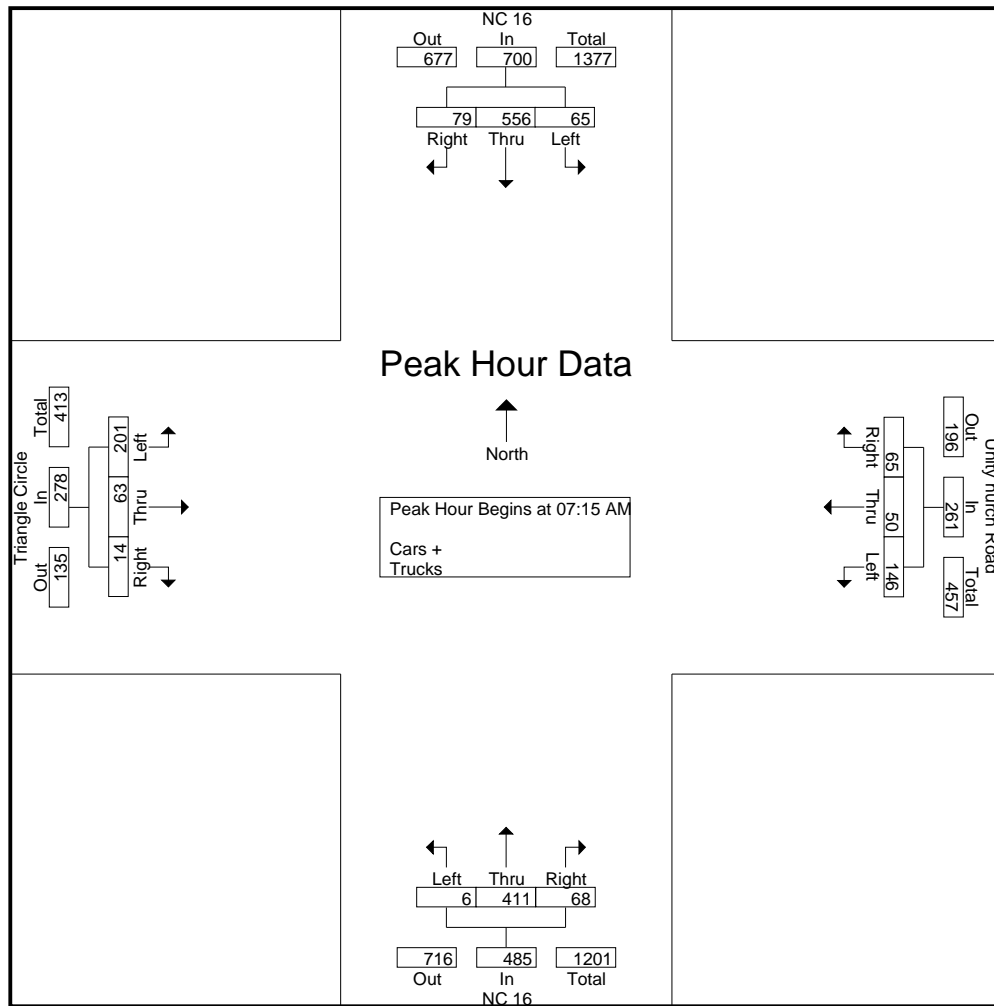 NC 16
Out In Total
677 700 1377
79 556 65
Right Thru Left
Peak Hour Data
North
Peak Hour Begins at 07:15 AM
Cars +
Trucks
Triangle Circle
Out In Total
135 278 413
14 63 201
Right Thru Left
Unity hurch Road
Out In Total
196 261 457
65 50 146
Right Thru Left
Left Thru Right
6 411 68
716 485 1201
Out In Total
NC 16